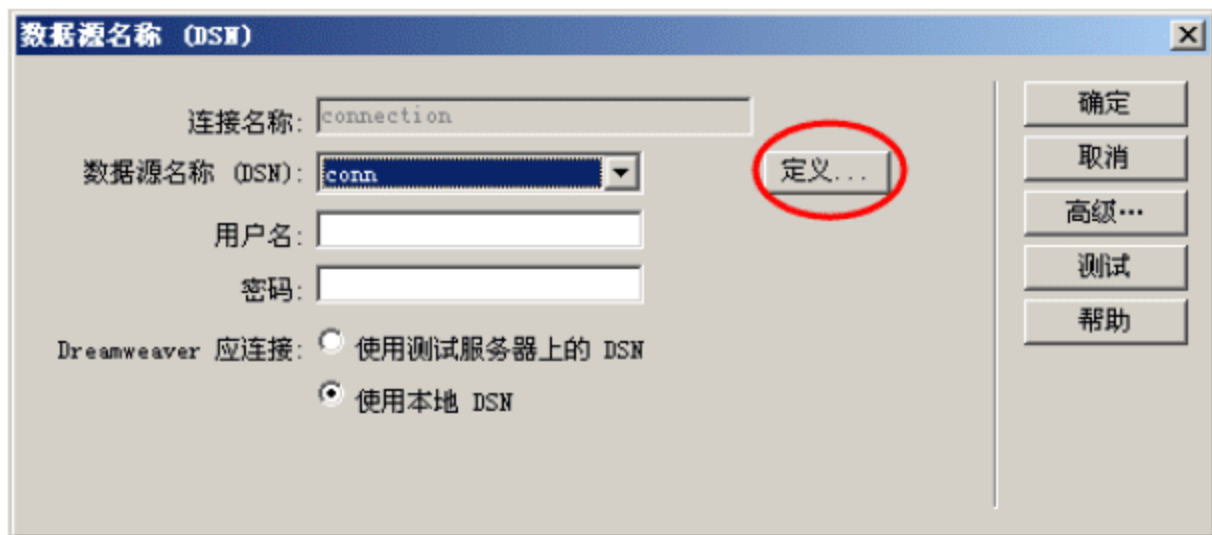 数据源名称 (DSN)
连接名称: connection
数据源名称 (DSN): conn 定义...
用户名:
密码:
Dreamweaver 应连接: 使用测试服务器上的 DSN
使用本地 DSN
确定
取消
高级…
测试
帮助